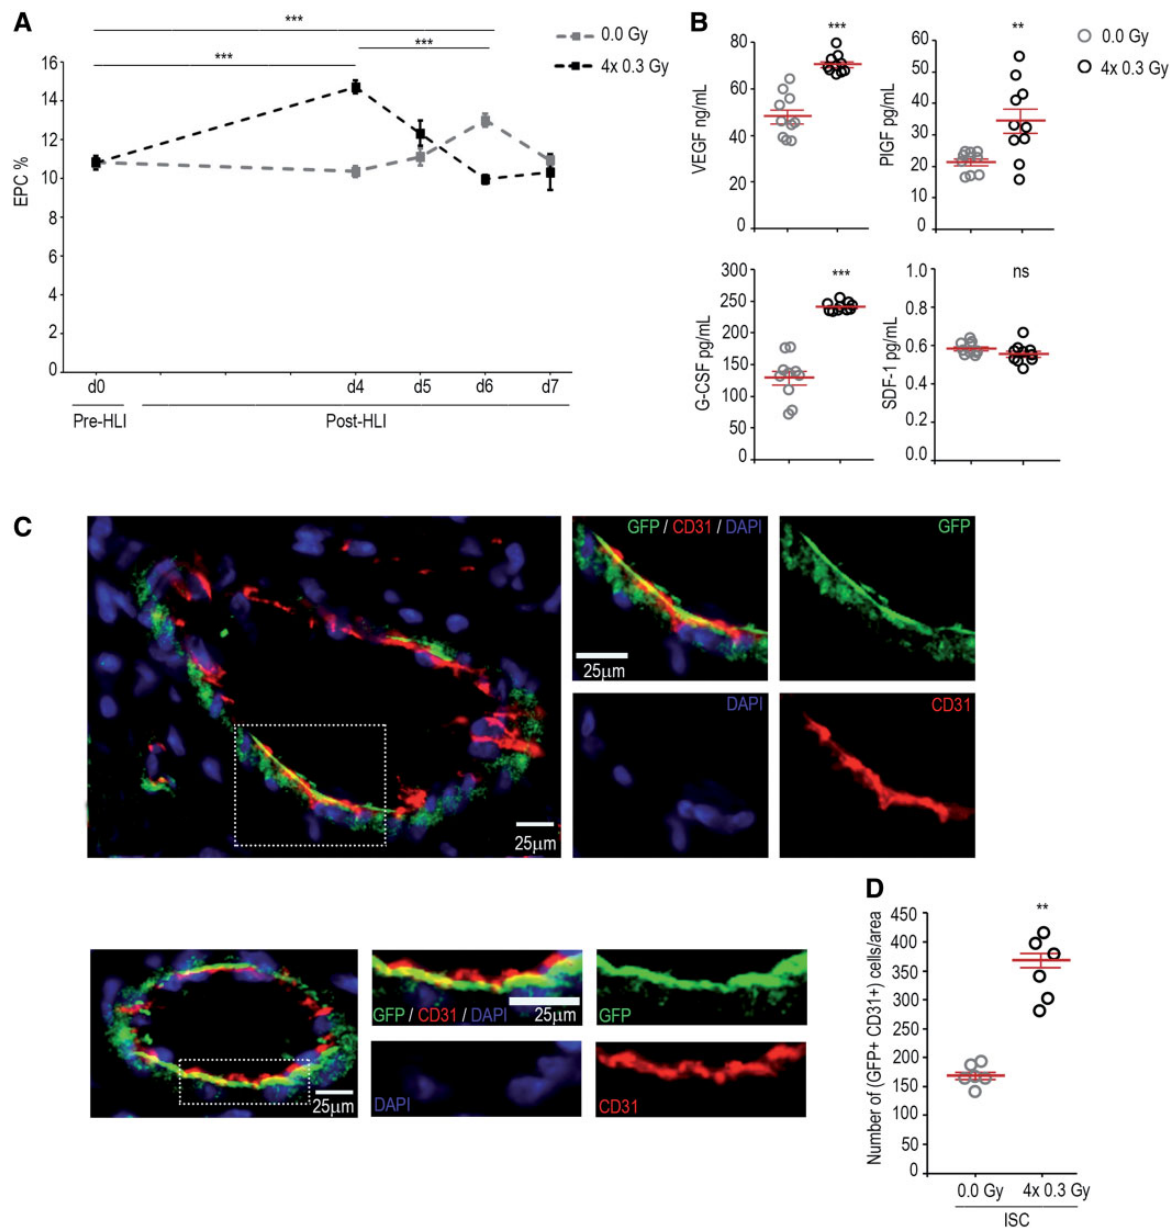 A
***
***
***
0.0 Gy
4x 0.3 Gy
EPC %
16
14
12
10
8
6
4
2
0
d0
d4
d5
d6
d7
Pre-HLI
Post-HLI
B
0.0 Gy
4x 0.3 Gy
***
VEGF ng/mL
80
60
40
20
0
**
PlGF pg/mL
60
50
40
30
20
10
0
***
G-CSF pg/mL
300
250
200
150
100
50
0
ns
SDF-1 pg/mL
1.0
0.8
0.6
0.4
0.2
0.0
C
25µm
GFP / CD31 / DAPI
25µm
GFP
DAPI
CD31
25µm
GFP / CD31 / DAPI
25µm
GFP
DAPI
CD31
D
**
Number of (GFP+ CD31+) cells/area
450
400
350
300
250
200
150
100
50
0
0.0 Gy
4x 0.3 Gy
ISC